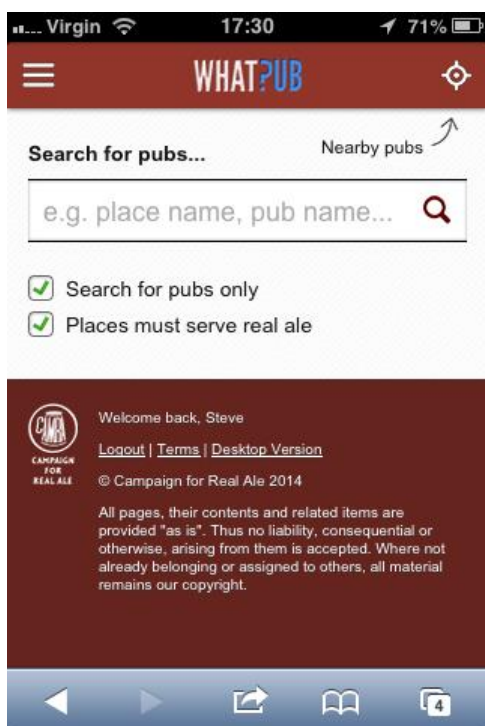 Virgin 17:30 71%
WHAT?PUB
Nearby pubs
Search for pubs...
e.g. place name, pub name...
Search for pubs only
Places must serve real ale
CAMRA
CAMPAIGN
FOR
REAL ALE
Welcome back, Steve
Logout | Terms | Desktop Version
© Campaign for Real Ale 2014
All pages, their contents and related items are
provided "as is". Thus no liability, consequential or
otherwise, arising from them is accepted. Where not
already belonging or assigned to others, all material
remains our copyright.
4